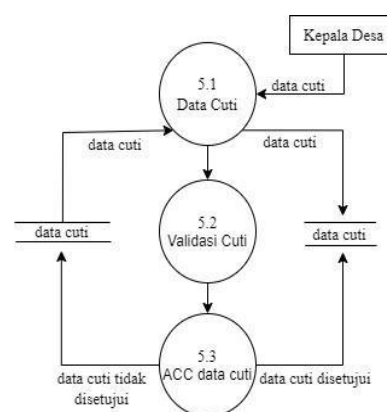 Kepala Desa
5.1
Data Cuti
data cuti
data cuti
data cuti
data cuti
5.2
Validasi Cuti
data cuti
5.3
ACC data cuti
data cuti tidak
disetujui
data cuti disetujui